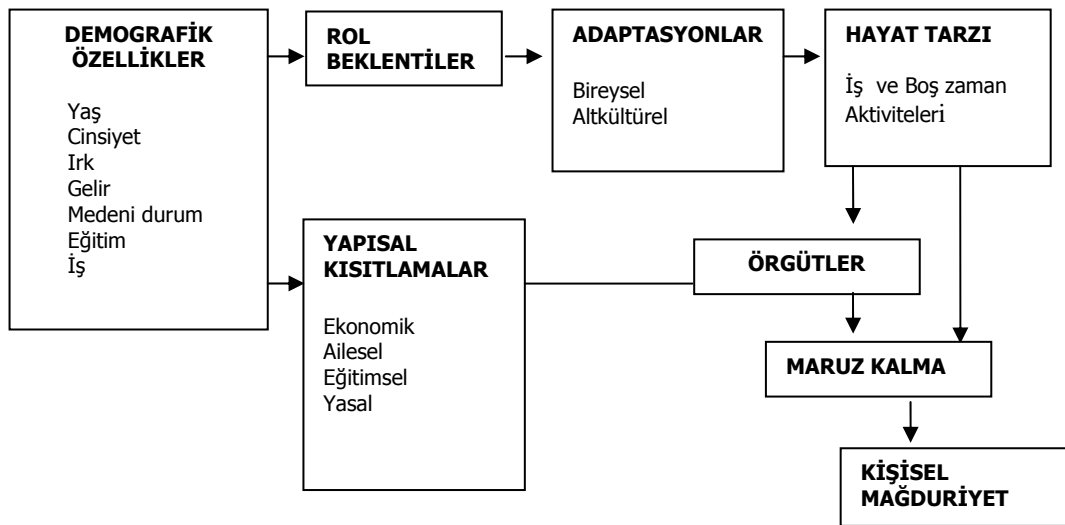 DEMOGRAFİK
ÖZELLİKLER
Yaş
Cinsiyet
Irk
Gelir
Medeni durum
Eğitim
İş
ROL
BEKLENTİLER
ADAPTASYONLAR
Bireysel
Altkültürel
HAYAT TARZI
İş ve Boş zaman
Aktiviteleri
YAPISAL
KISITLAMALAR
Ekonomik
Ailesel
Eğitimsel
Yasal
ÖRGÜTLER
MARUZ KALMA
KİŞİSEL
MAĞDURİYET